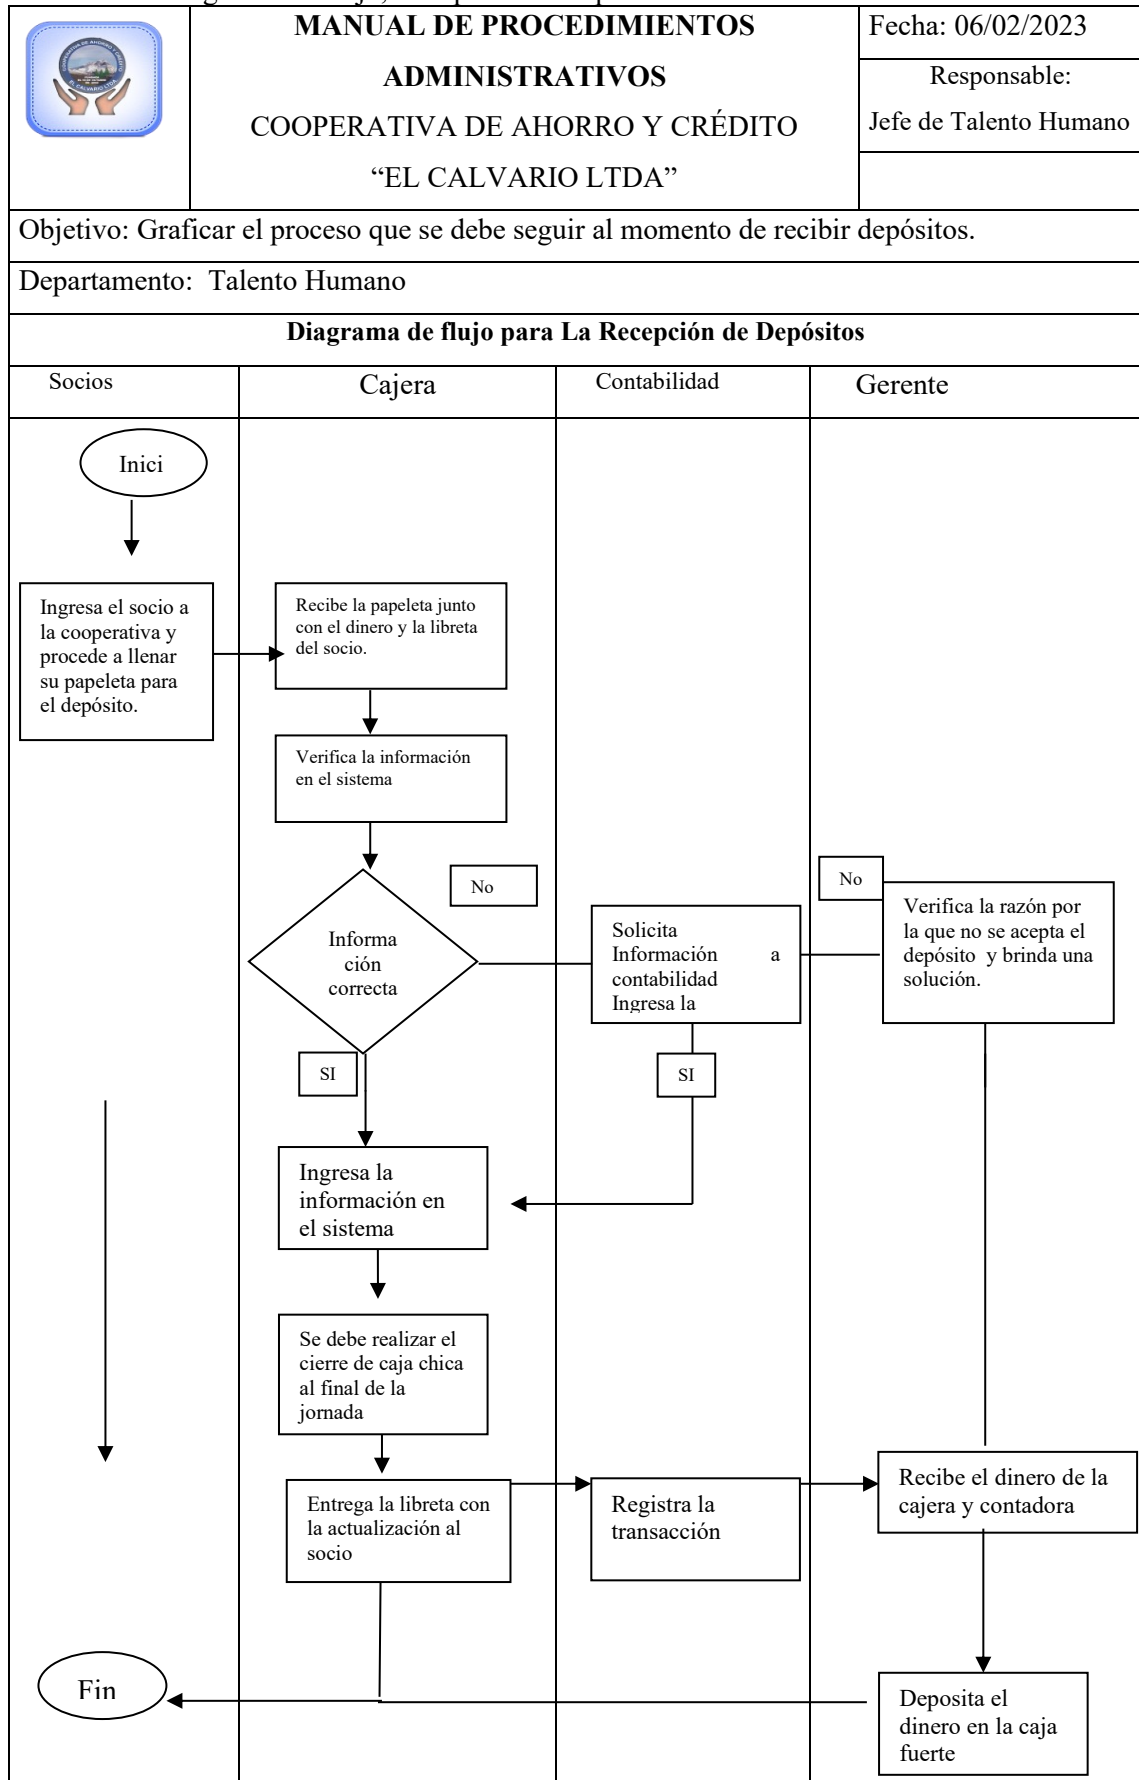 MANUAL DE PROCEDIMIENTOS
ADMINISTRATIVOS
COOPERATIVA DE AHORRO Y CRÉDITO
“EL CALVARIO LTDA”
Fecha: 06/02/2023
Responsable:
Jefe de Talento Humano
Objetivo: Graficar el proceso que se debe seguir al momento de recibir depósitos.
Departamento: Talento Humano
Diagrama de flujo para La Recepción de Depósitos
Socios
Cajera
Contabilidad
Gerente
Inici
Ingresa el socio a
la cooperativa y
procede a llenar
su papeleta para
el depósito.
Recibe la papeleta junto
con el dinero y la libreta
del socio.
Verifica la información
en el sistema
No
Informa
ción
correcta
Solicita
Información a
contabilidad
Ingresa la
No
Verifica la razón por
la que no se acepta el
depósito y brinda una
solución.
SI
SI
Ingresa la
información en
el sistema
Se debe realizar el
cierre de caja chica
al final de la
jornada
Entrega la libreta con
la actualización al
socio
Registra la
transacción
Recibe el dinero de la
cajera y contadora
Fin
Deposita el
dinero en la caja
fuerte